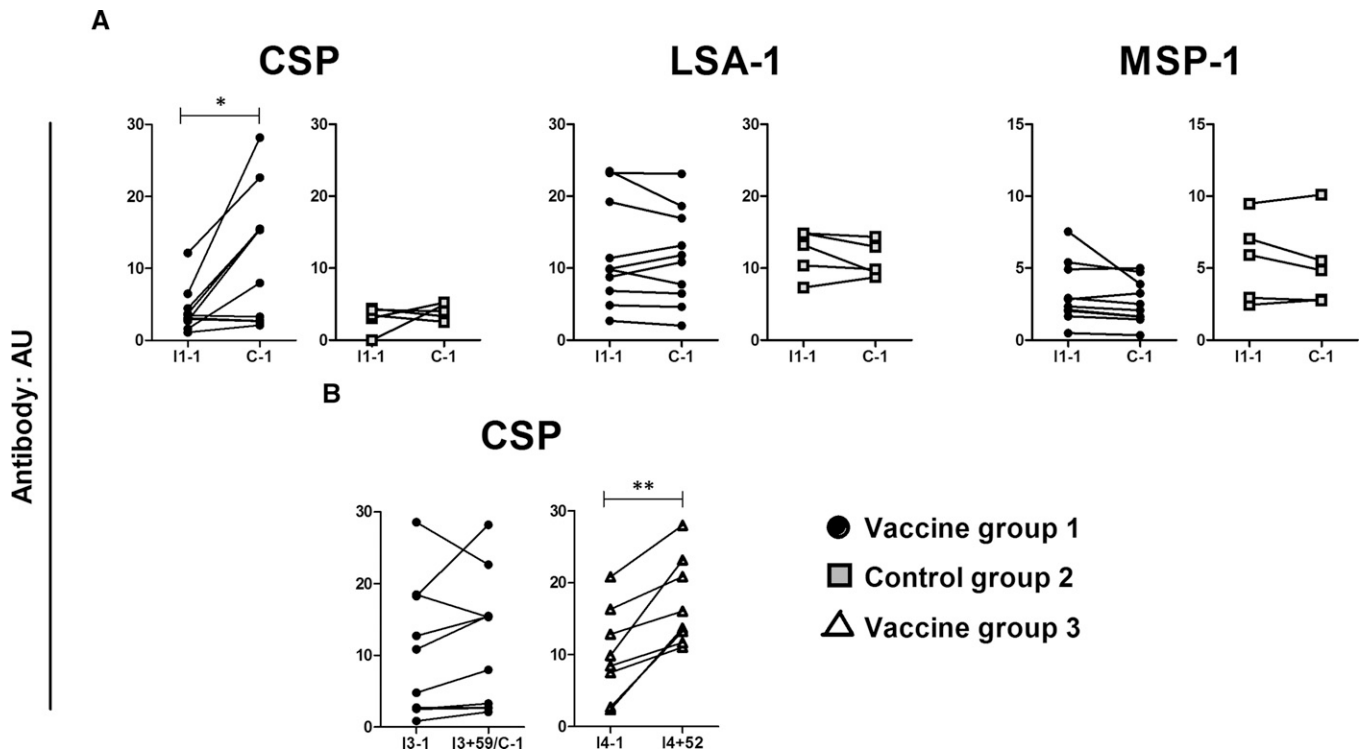 A
CSP
LSA-1
MSP-1
*
30
20
10
0
I1-1
C-1
30
20
10
0
I1-1
C-1
30
20
10
0
I1-1
C-1
30
20
10
0
I1-1
C-1
15
10
5
0
I1-1
C-1
15
10
5
0
I1-1
C-1
Antibody: AU
B
CSP
30
20
10
0
I3-1
I3+59/C-1
**
30
20
10
0
I4-1
I4+52
Vaccine group 1
Control group 2
Vaccine group 3